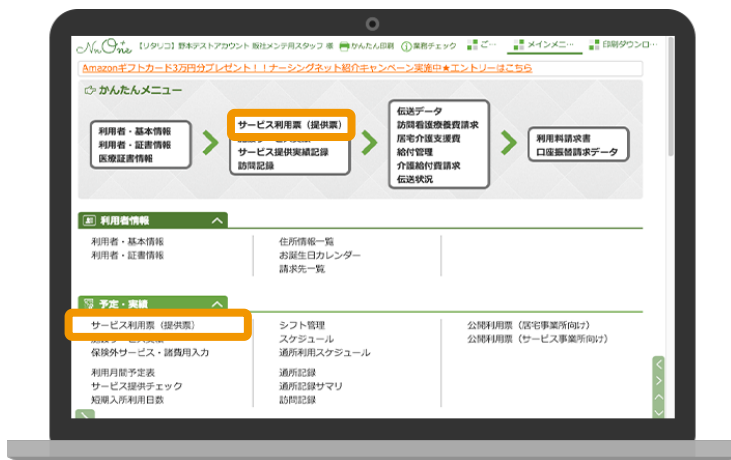 NuOne 【リタリコ】野本テストアカウント 販社メンテ用スタッフ 様 かんたん印刷 業務チェック ご… メインメニ… 印刷ダウンロ…
Amazonギフトカード3万円分プレゼント！！ナーシングネット紹介キャンペーン実施中★エントリーはこちら
かんたんメニュー
利用者・基本情報
利用者・証書情報
医療証書情報
サービス利用票（提供票）
サービス提供実績記録
訪問記録
伝送データ
訪問看護療養費請求
居宅介護支援費
給付管理
介護給付費請求
伝送状況
利用料請求書
口座振替請求データ
利用者情報
利用者・基本情報
利用者・証書情報
住所情報一覧
お誕生日カレンダー
請求先一覧
予定・実績
サービス利用票（提供票）
保険外サービス・諸費用入力
利用月間予定表
サービス提供チェック
短期入所利用日数
シフト管理
スケジュール
通所利用スケジュール
通所記録
通所記録サマリ
訪問記録
公開利用票（居宅事業所向け）
公開利用票（サービス事業所向け）